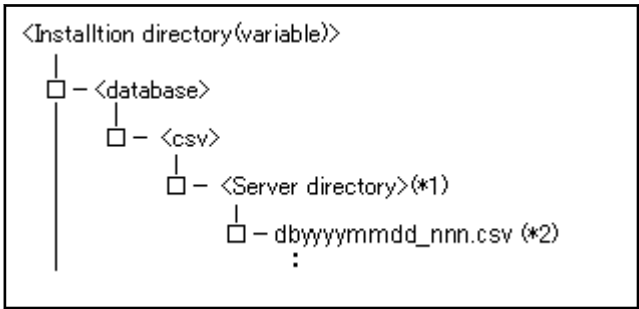 <Installtion directory(variable)>
<database>
<csv>
<Server directory>(*1)
dbyyyymmdd_nnn.csv (*2)
: